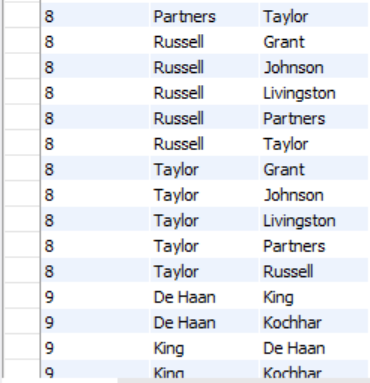 8 Partners Taylor
8 Russell Grant
8 Russell Johnson
8 Russell Livingston
8 Russell Partners
8 Russell Taylor
8 Taylor Grant
8 Taylor Johnson
8 Taylor Livingston
8 Taylor Partners
8 Taylor Russell
9 De Haan King
9 De Haan Kochhar
9 King De Haan
9 King Kochhar